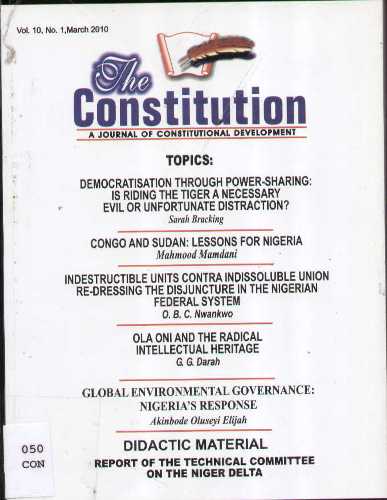 Vol. 10, No. 1,March 2010
The
Constitution
A JOURNAL OF CONSTITUTIONAL DEVELOPMENT
TOPICS:
DEMOCRATISATION THROUGH POWER-SHARING:
IS RIDING THE TIGER A NECESSARY
EVIL OR UNFORTUNATE DISTRACTION?
Sarah Bracking
CONGO AND SUDAN: LESSONS FOR NIGERIA
Mahmood Mamdani
INDESTRUCTIBLE UNITS CONTRA INDISSOLUBLE UNION
RE-DRESSING THE DISJUNCTURE IN THE NIGERIAN
FEDERAL SYSTEM
O. B. C. Nwankwo
OLA ONI AND THE RADICAL
INTELLECTUAL HERITAGE
G. G. Darah
GLOBAL ENVIRONMENTAL GOVERNANCE:
NIGERIA'S RESPONSE
Akinbode Oluseyi Elijah
DIDACTIC MATERIAL
REPORT OF THE TECHNICAL COMMITTEE
ON THE NIGER DELTA
050
CON